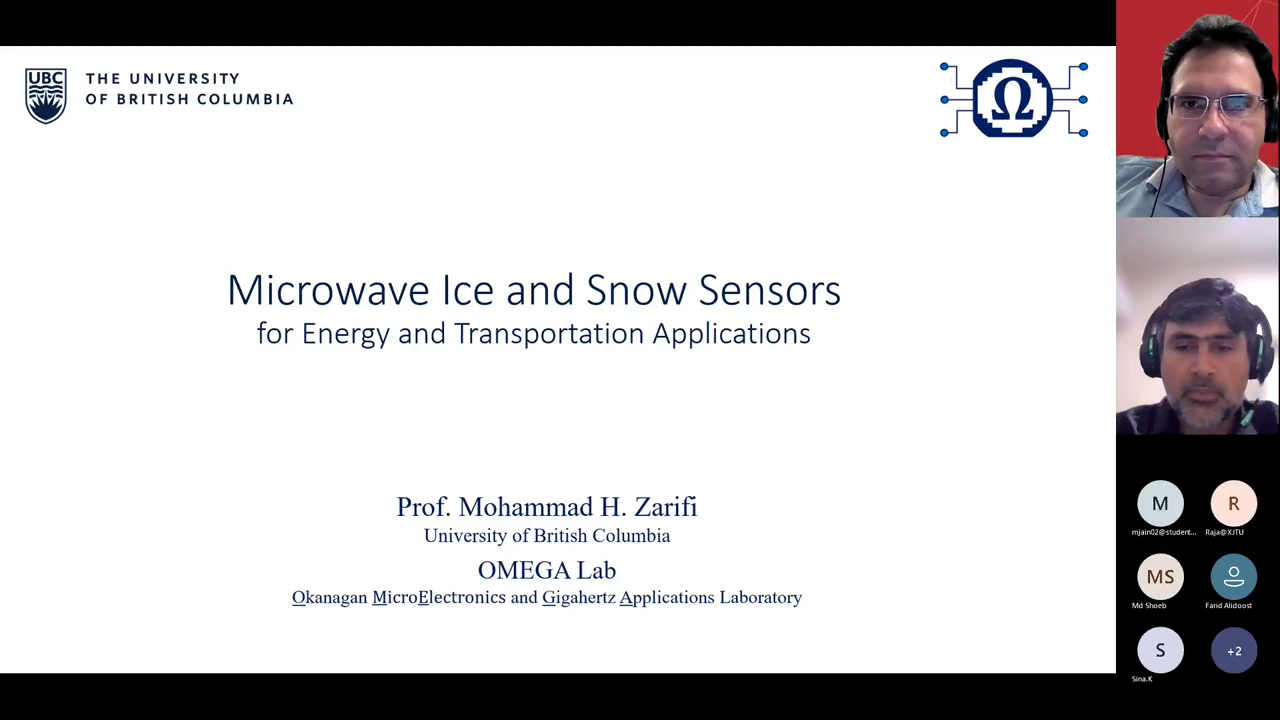 UBC
THE UNIVERSITY
OF BRITISH COLUMBIA
Ω
Microwave Ice and Snow Sensors
for Energy and Transportation Applications
Prof. Mohammad H. Zarifi
University of British Columbia
OMEGA Lab
Okanagan MicroElectronics and Gigahertz Applications Laboratory
M
R
mjain02@student...
Raja@XJTU
MS
Md Shoeb
Farid Alidoost
S
+2
Sina.K